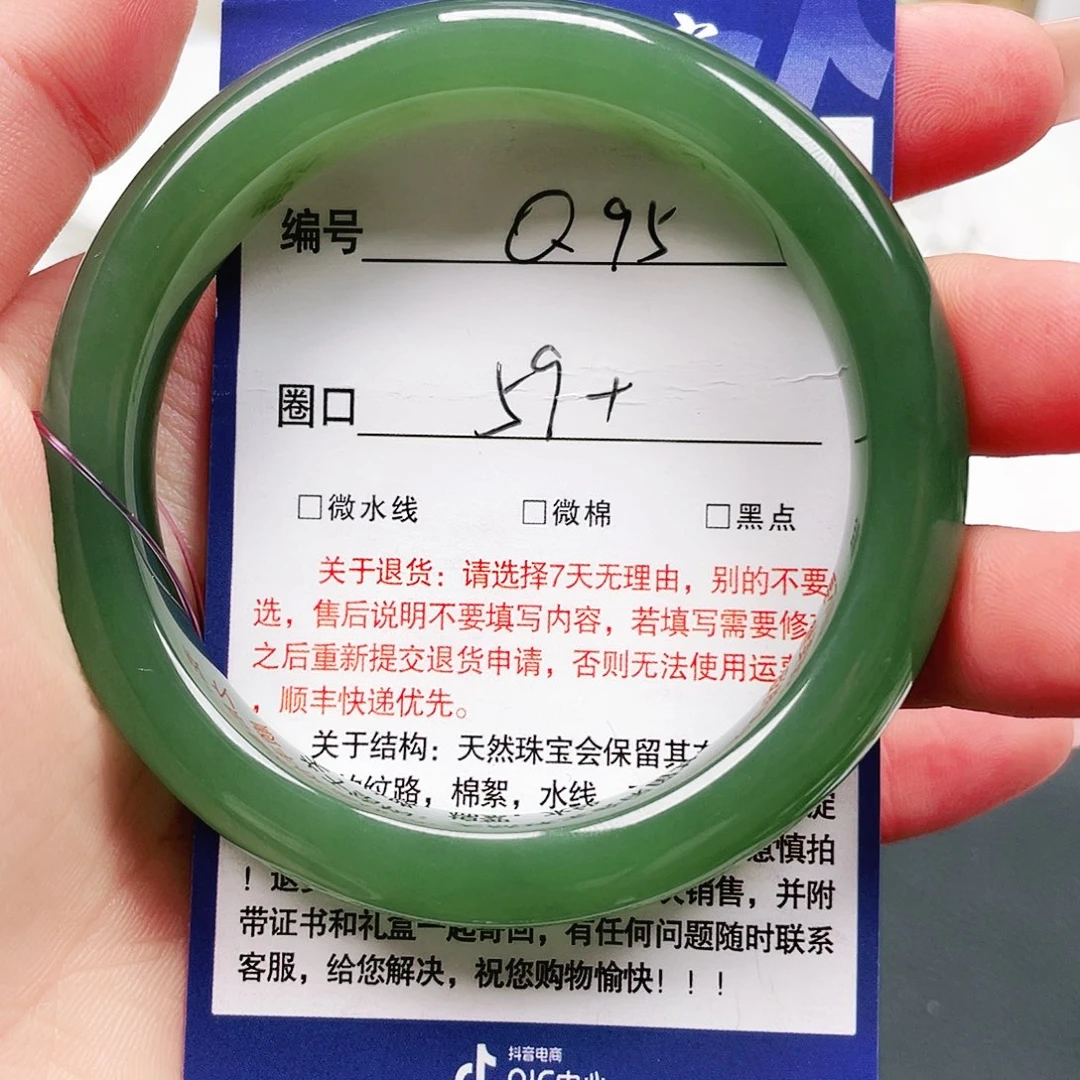 编号 Q95
圈口 59+
□微水线 □微棉 □黑点
关于退货：请选择7天无理由，别的不要
选，售后说明不要填写内容，若填写需要修
之后重新提交退货申请，否则无法使用运
，顺丰快递优先。
关于结构：天然珠宝会保留其
纹路，棉絮，水线
慎拍
！退 销售，并附
带证书和礼盒一起寄回，有任何问题随时联系
客服，给您解决，祝您购物愉快！！！
抖音电商
QIC中心